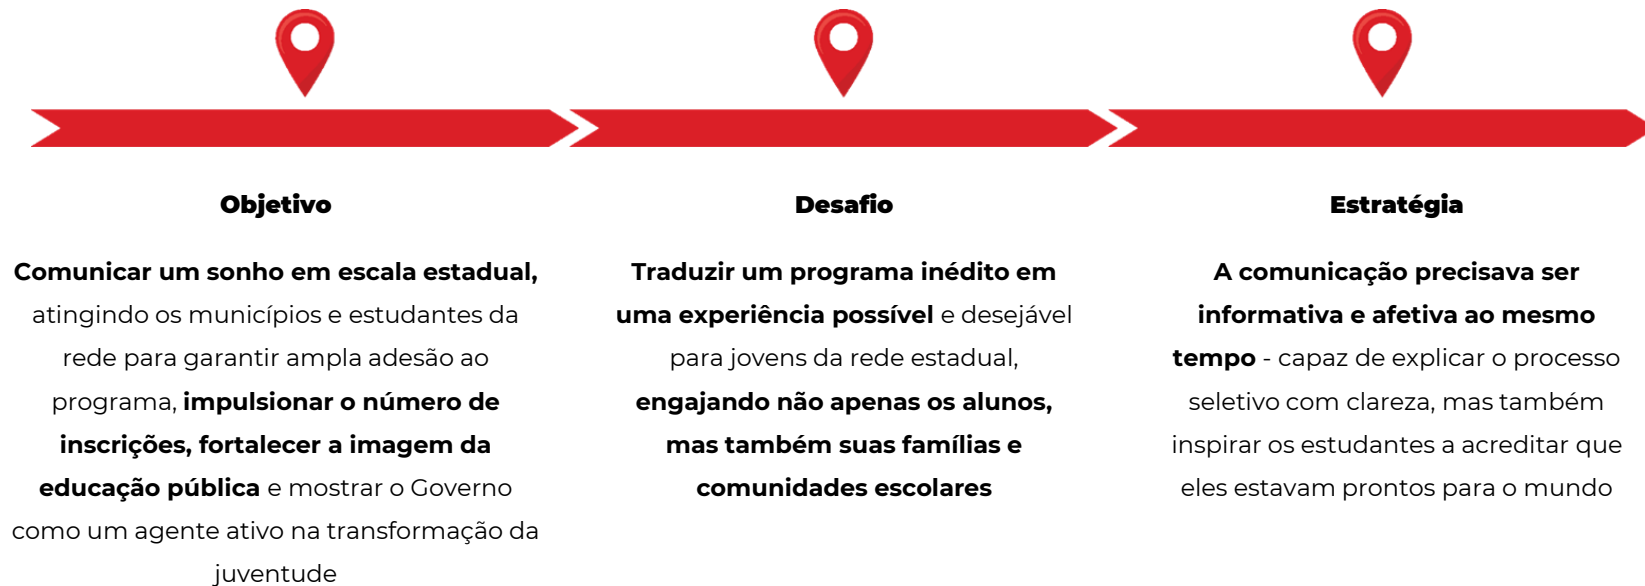 Objetivo
Comunicar um sonho em escala estadual,
atingindo os municípios e estudantes da
rede para garantir ampla adesão ao
programa, impulsionar o número de
inscrições, fortalecer a imagem da
educação pública e mostrar o Governo
como um agente ativo na transformação da
juventude
Desafio
Traduzir um programa inédito em
uma experiência possível e desejável
para jovens da rede estadual,
engajando não apenas os alunos,
mas também suas famílias e
comunidades escolares
Estratégia
A comunicação precisava ser
informativa e afetiva ao mesmo
tempo - capaz de explicar o processo
seletivo com clareza, mas também
inspirar os estudantes a acreditar que
eles estavam prontos para o mundo